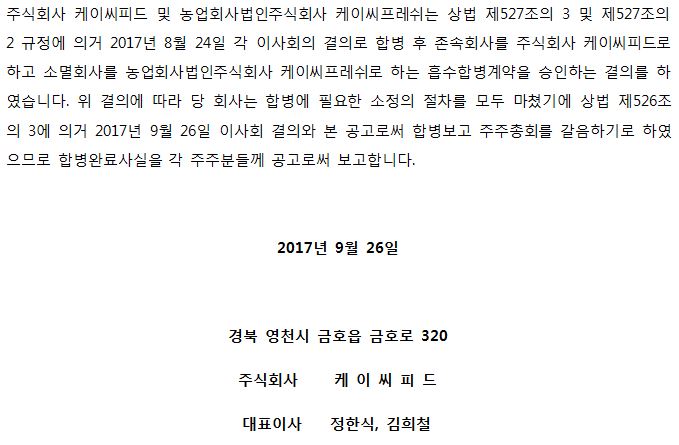 주식회사 케이씨피드 및 농업회사법인주식회사 케이씨프레쉬는 상법 제527조의 3 및 제527조의
2 규정에 의거 2017년 8월 24일 각 이사회의 결의로 합병 후 존속회사를 주식회사 케이씨피드로
하고 소멸회사를 농업회사법인주식회사 케이씨프레쉬로 하는 흡수합병계약을 승인하는 결의를 하
였습니다. 위 결의에 따라 당 회사는 합병에 필요한 소정의 절차를 모두 마쳤기에 상법 제526조
의 3에 의거 2017년 9월 26일 이사회 결의와 본 공고로써 합병보고 주주총회를 갈음하기로 하였
으므로 합병완료사실을 각 주주분들께 공고로써 보고합니다.
2017년 9월 26일
경북 영천시 금호읍 금호로 320
주식회사 케 이 씨 피 드
대표이사 정한식, 김희철